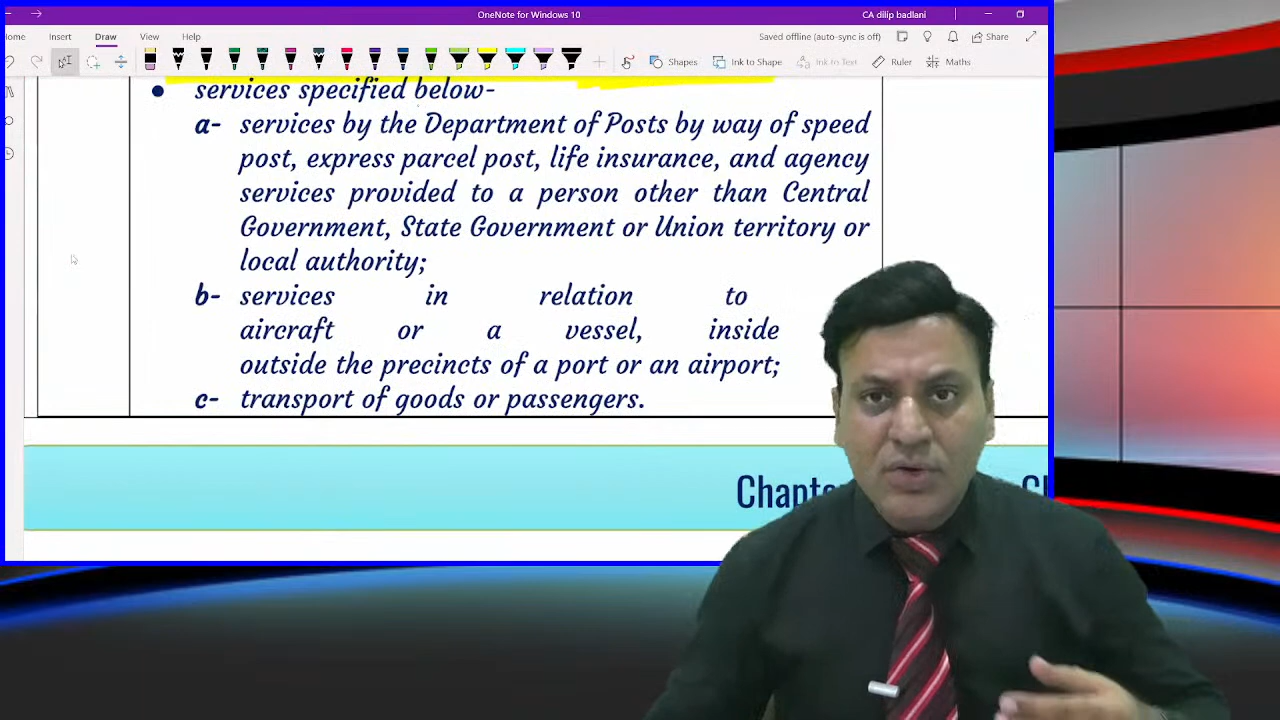 OneNote for Windows 10
CA dilip badlani
Insert
Draw
View
Help
Saved offline (auto-sync is off)
Share
Shapes
Ink to Shape
Ink to Text
Ruler
Maths
services specified below-
a- services by the Department of Posts by way of speed
post, express parcel post, life insurance, and agency
services provided to a person other than Central
Government, State Government or Union territory or
local authority;
b- services in relation to
aircraft or a vessel, inside
outside the precincts of a port or an airport;
c- transport of goods or passengers.